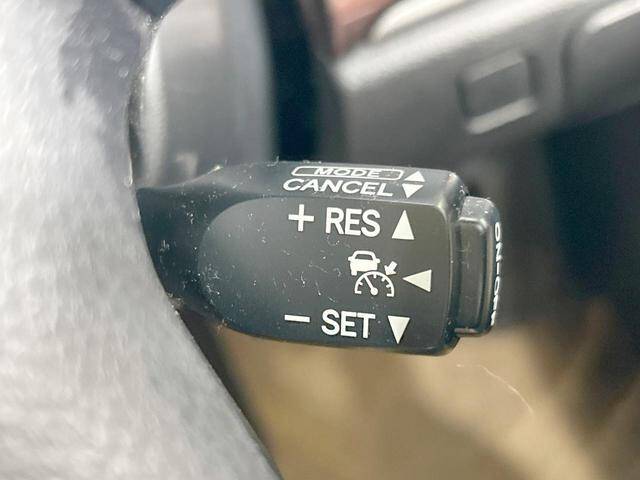 MODE
CANCEL
+ RES
- SET
ON-OFF